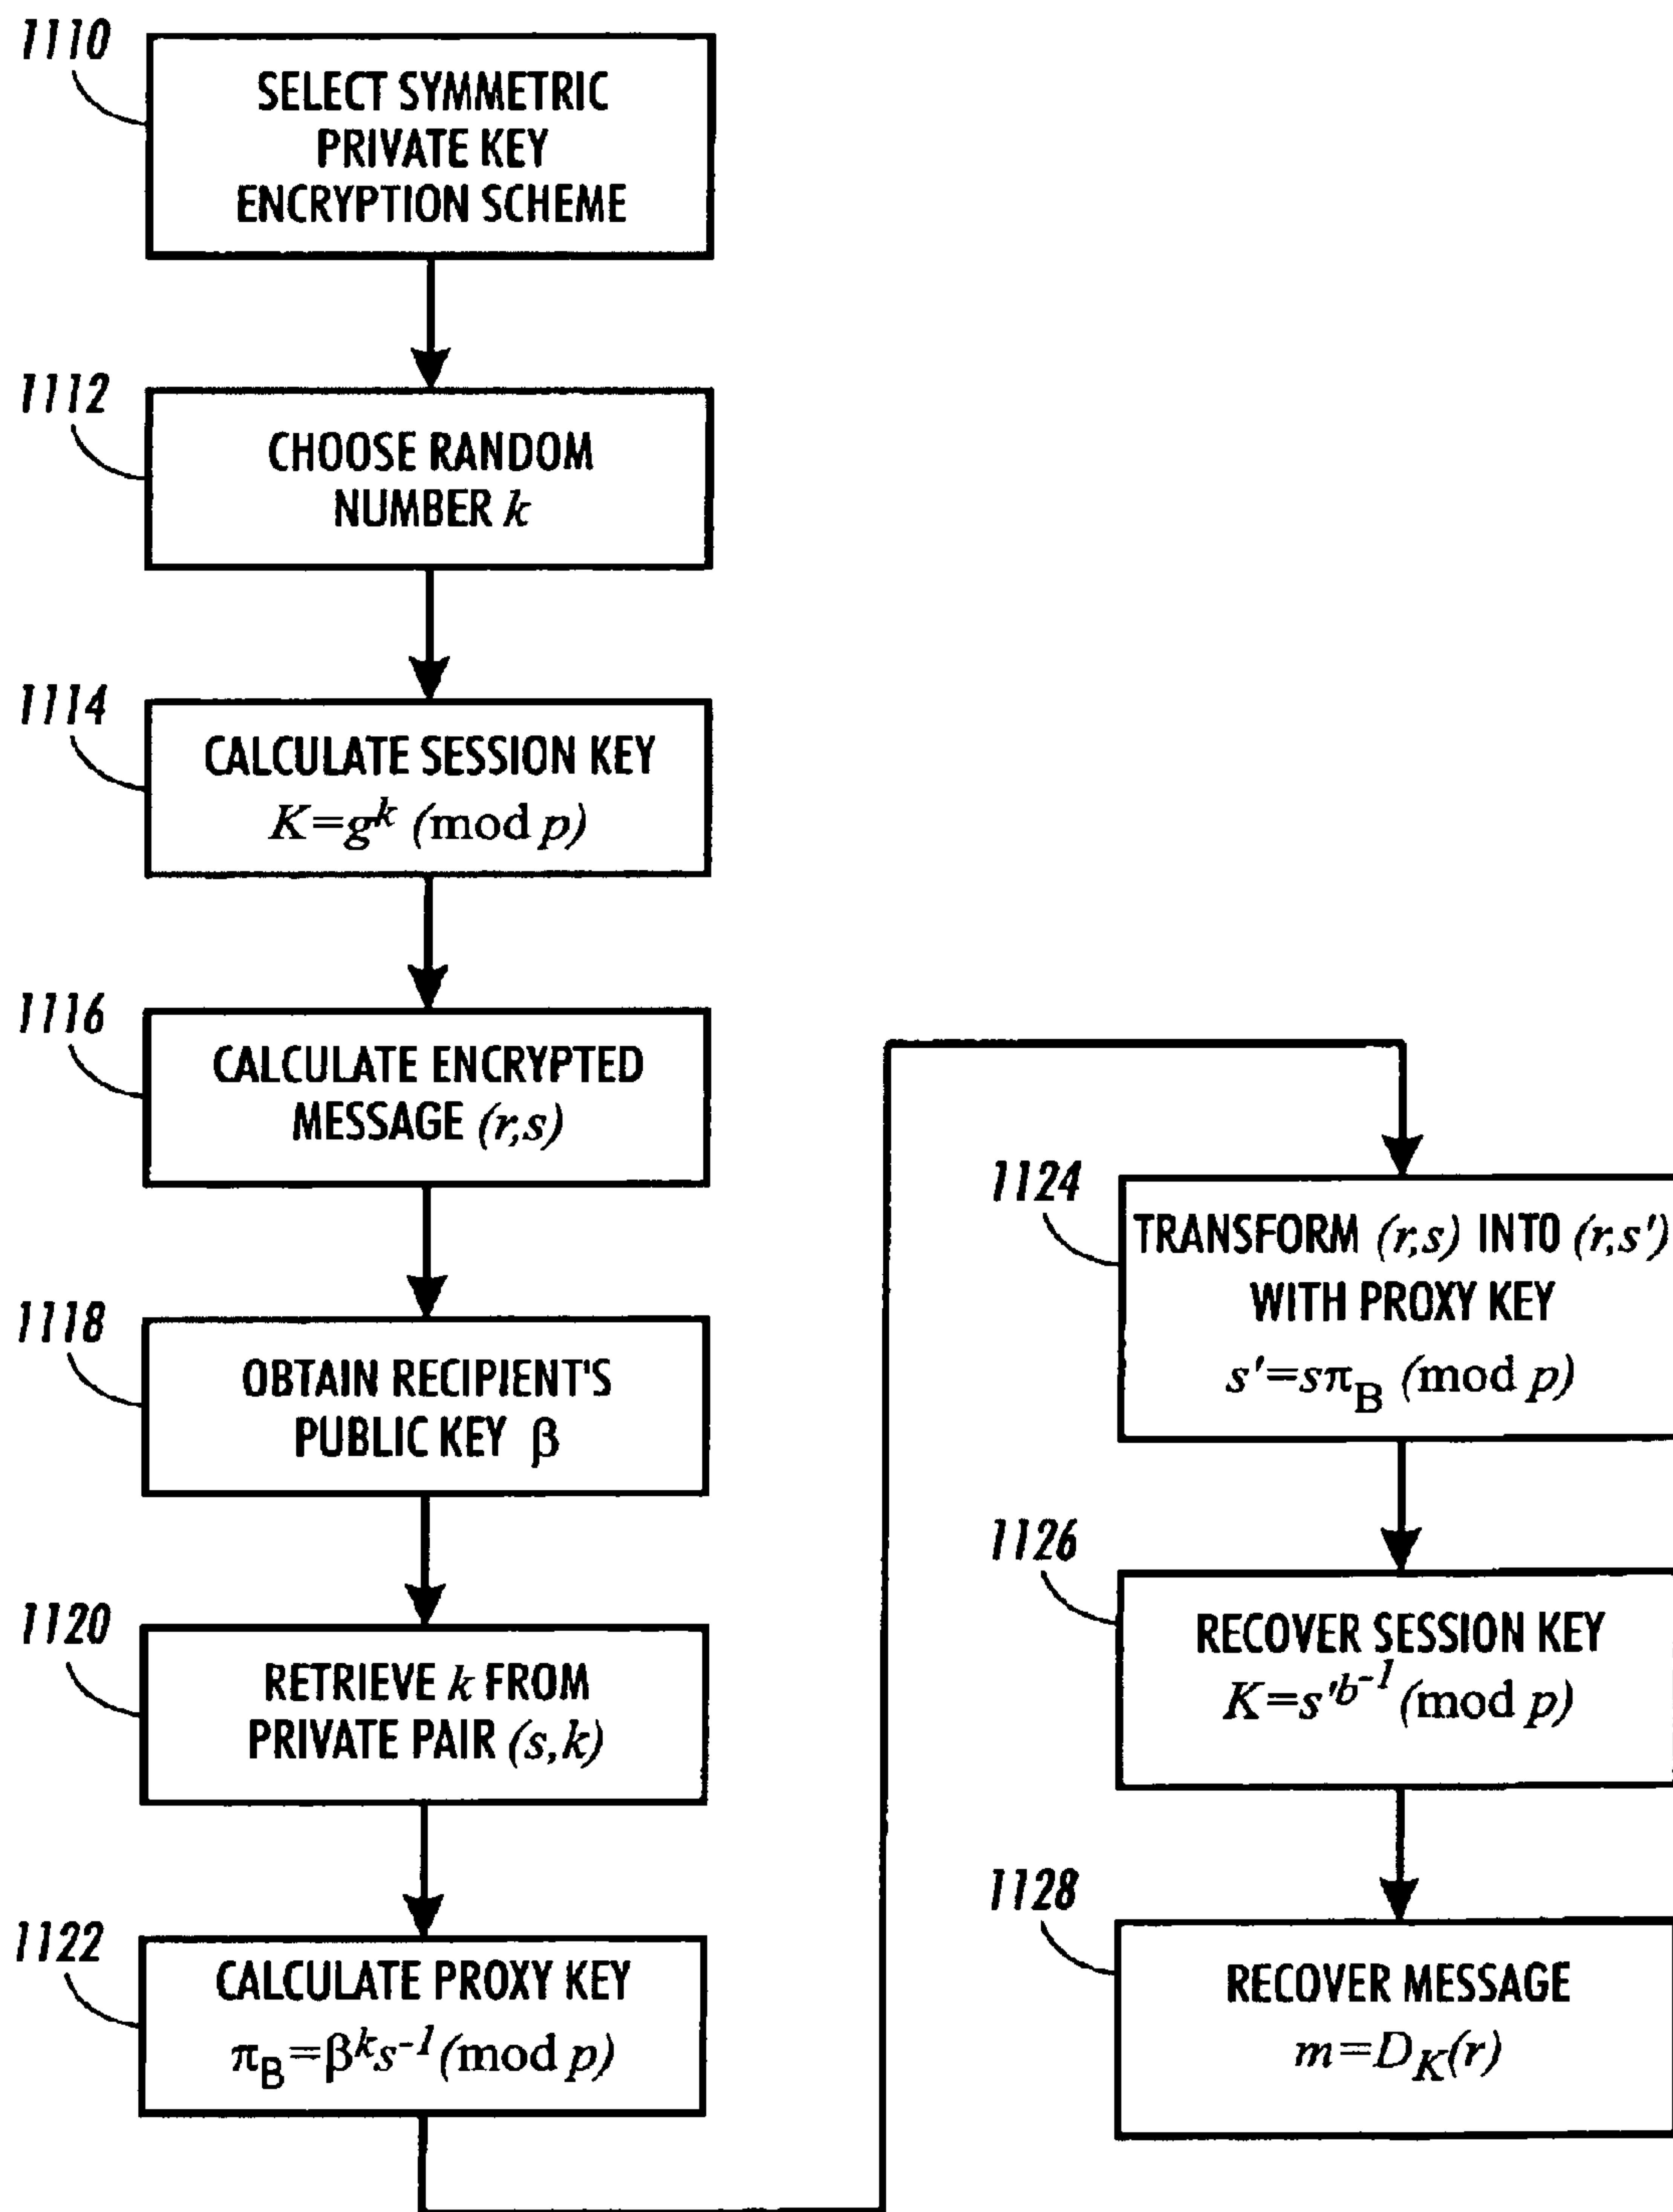 1110
SELECT SYMMETRIC
PRIVATE KEY
ENCRYPTION SCHEME
1112
CHOOSE RANDOM
NUMBER k
1114
CALCULATE SESSION KEY
K=g^k (mod p)
1116
CALCULATE ENCRYPTED
MESSAGE (r,s)
1118
OBTAIN RECIPIENT'S
PUBLIC KEY β
1120
RETRIEVE k FROM
PRIVATE PAIR (s,k)
1122
CALCULATE PROXY KEY
π_B=β^k s^-1 (mod p)
1124
TRANSFORM (r,s) INTO (r,s')
WITH PROXY KEY
s'=sπ_B (mod p)
1126
RECOVER SESSION KEY
K=s'^b^-1 (mod p)
1128
RECOVER MESSAGE
m=D_K(r)